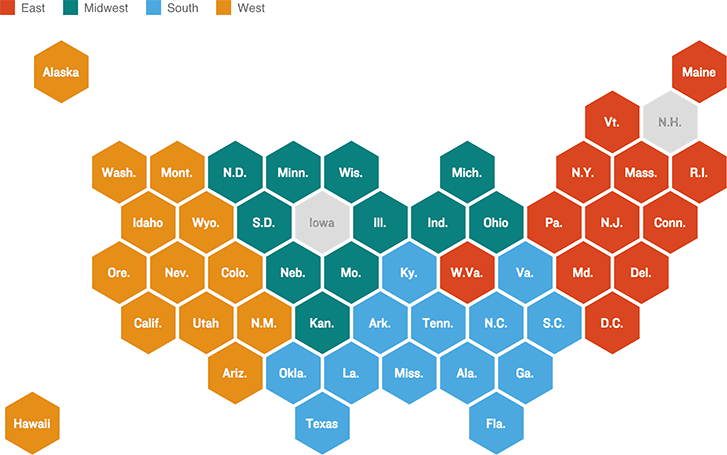 East Midwest South West
Alaska Maine
Vt. N.H.
Wash. Mont. N.D. Minn. Wis. Mich. N.Y. Mass. R.I.
Idaho Wyo. S.D. Iowa Ill. Ind. Ohio Pa. N.J. Conn.
Ore. Nev. Colo. Neb. Mo. Ky. W.Va. Va. Md. Del.
Calif. Utah N.M. Kan. Ark. Tenn. N.C. S.C. D.C.
Ariz. Okla. La. Miss. Ala. Ga.
Hawaii Texas Fla.